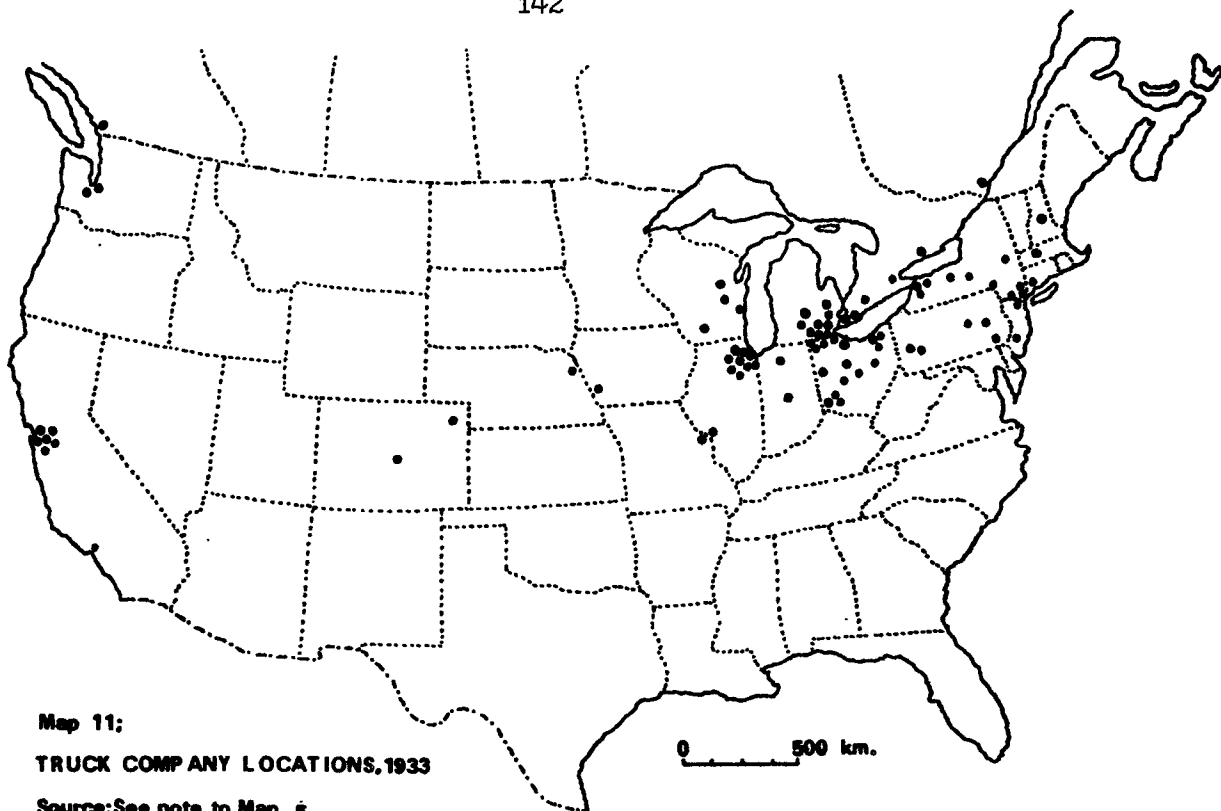 142
0 500 km.
Map 11;
TRUCK COMPANY LOCATIONS, 1933
Source: See note to Map